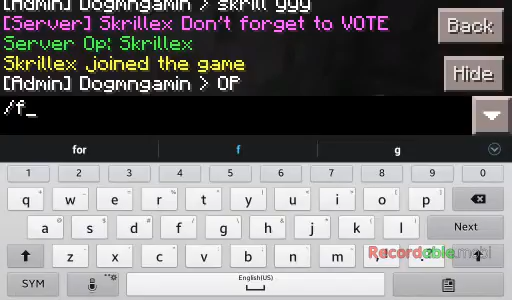 [Admin] Dogmngamin > skrill yyy
[Server] Skrillex Don't forget to VOTE
Server Op: Skrillex
Skrillex joined the game
[Admin] Dogmngamin > OP
Back
Hide
/f_
for f g
1 2 3 4 5 6 7 8 9 0
q w e r t y u i o p
a s d f g h j k l Next
z x c v b n m , ! . ?
Recordable.mobi
SYM English(US)